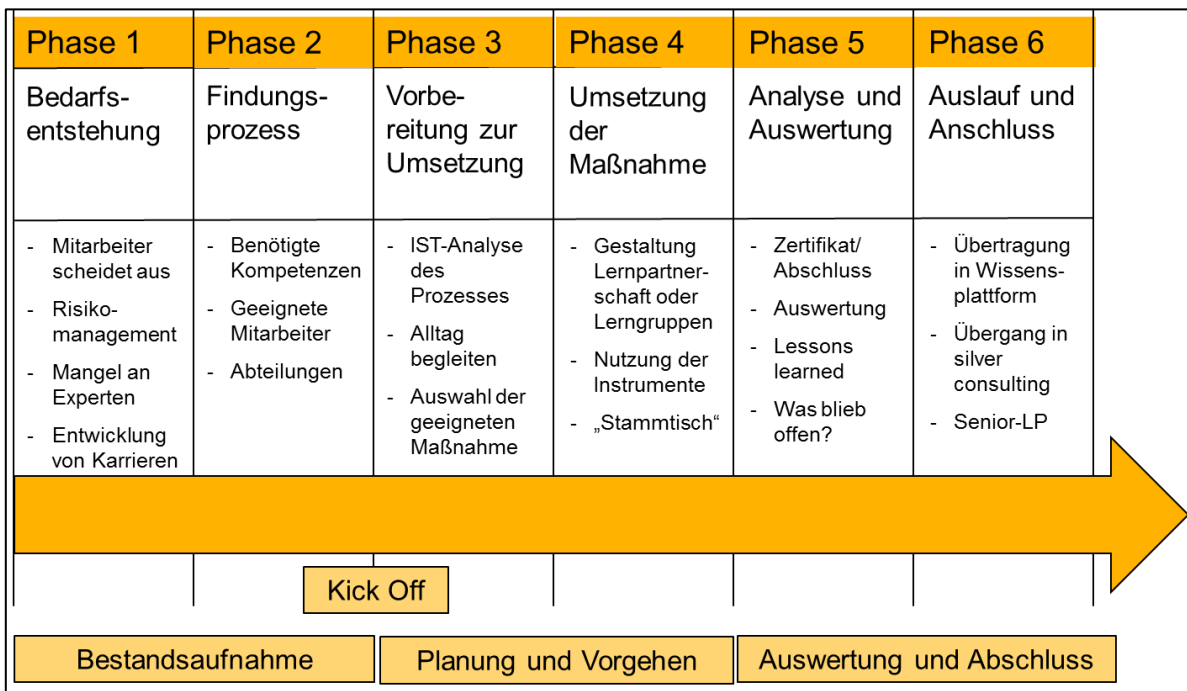 Phase 1
Phase 2
Phase 3
Phase 4
Phase 5
Phase 6
Bedarfs-
entstehung
Findungs-
prozess
Vorbe-
reitung zur
Umsetzung
Umsetzung
der
Maßnahme
Analyse und
Auswertung
Auslauf und
Anschluss
- Mitarbeiter
scheidet aus
- Risiko-
management
- Mangel an
Experten
- Entwicklung
von Karrieren
- Benötigte
Kompetenzen
- Geeignete
Mitarbeiter
- Abteilungen
- IST-Analyse
des
Prozesses
- Alltag
begleiten
- Auswahl der
geeigneten
Maßnahme
- Gestaltung
Lernpartner-
schaft oder
Lerngruppen
- Nutzung der
Instrumente
- „Stammtisch“
- Zertifikat/
Abschluss
- Auswertung
- Lessons
learned
- Was blieb
offen?
- Übertragung
in Wissens-
plattform
- Übergang in
silver
consulting
- Senior-LP
Kick Off
Bestandsaufnahme
Planung und Vorgehen
Auswertung und Abschluss